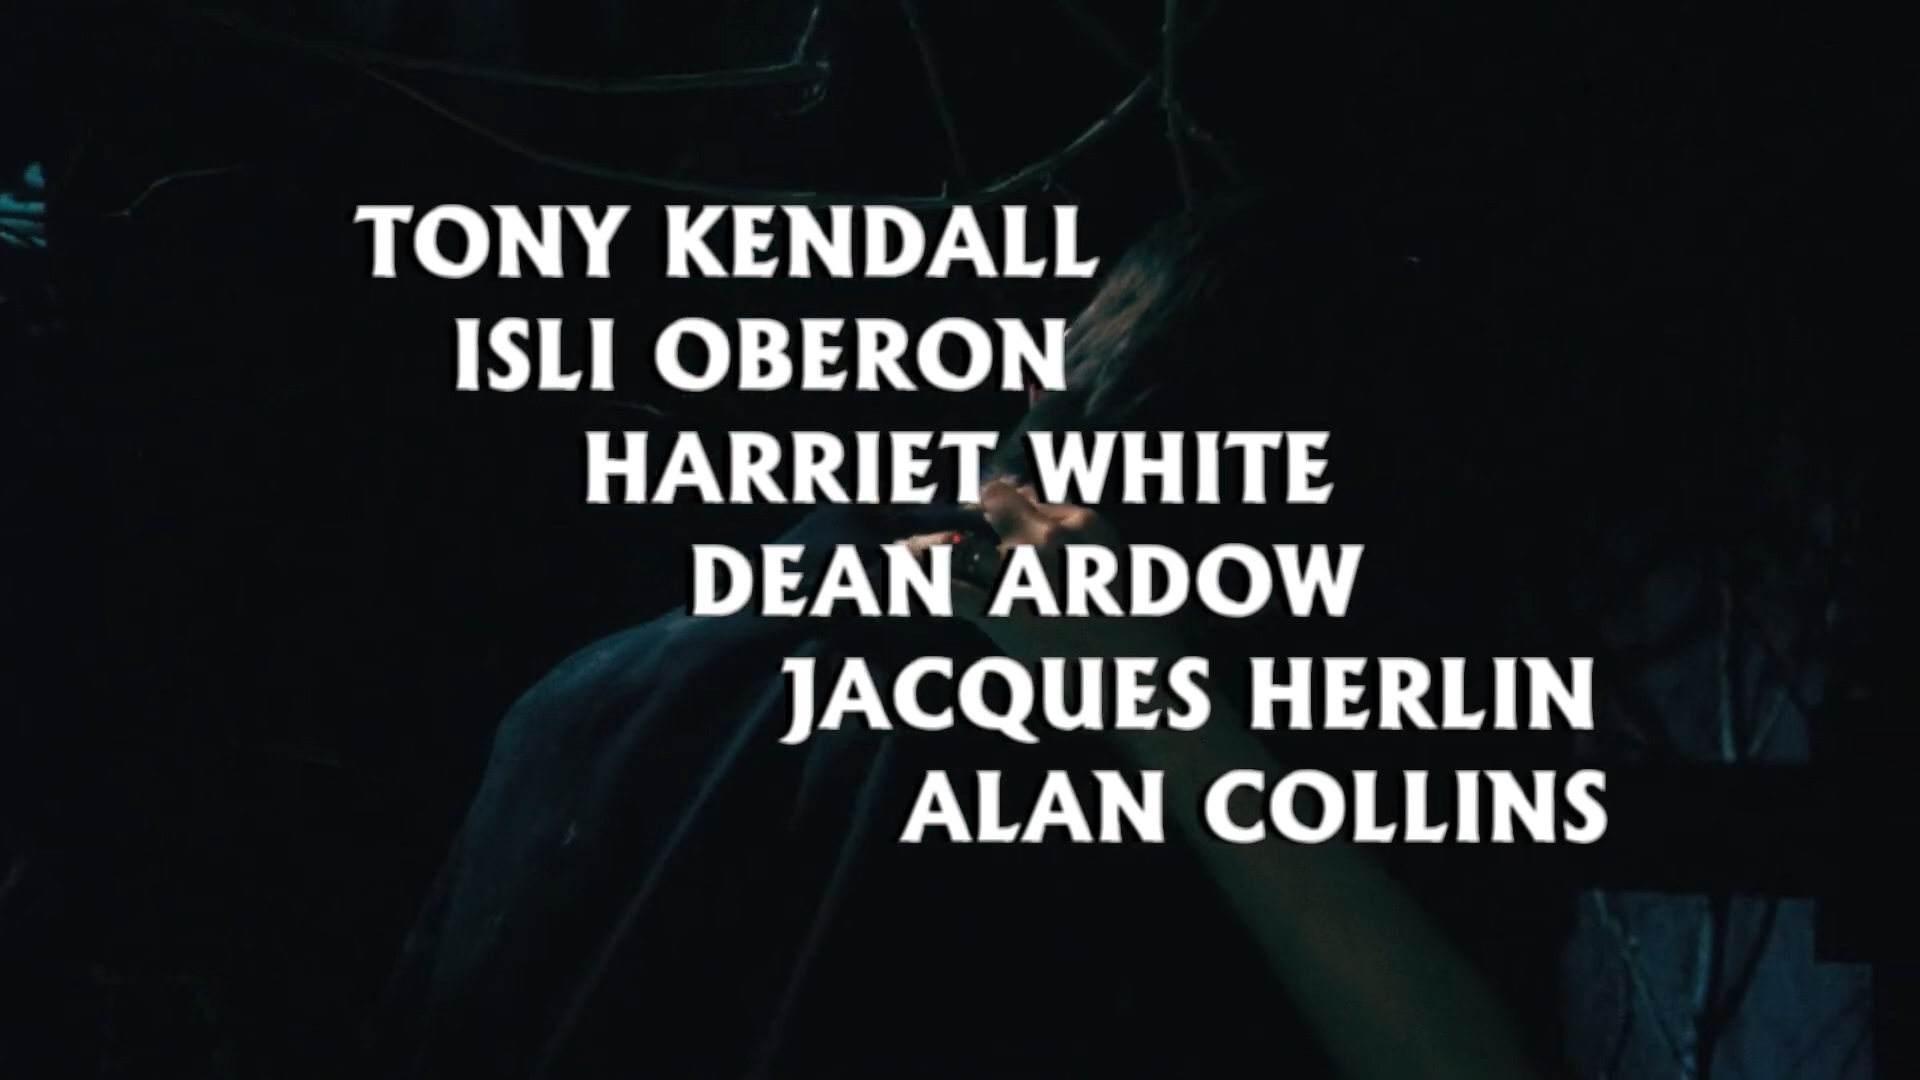 TONY KENDALL
ISLI OBERON
HARRIET WHITE
DEAN ARDOW
JACQUES HERLIN
ALAN COLLINS